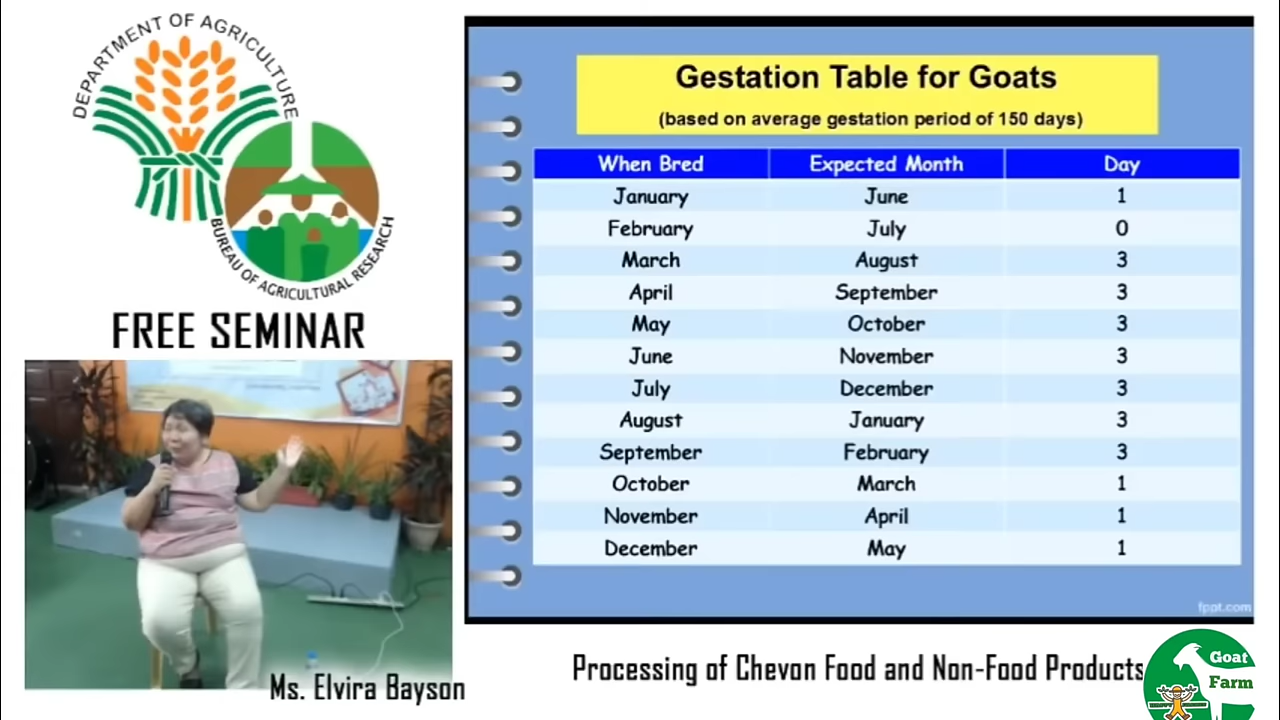 DEPARTMENT OF AGRICULTURE
BUREAU OF AGRICULTURAL RESEARCH
FREE SEMINAR
Ms. Elvira Bayson
Gestation Table for Goats
(based on average gestation period of 150 days)
When Bred Expected Month Day
January June 1
February July 0
March August 3
April September 3
May October 3
June November 3
July December 3
August January 3
September February 3
October March 1
November April 1
December May 1
fppt.com
Processing of Chevon Food and Non-Food Products
Goat
Farm